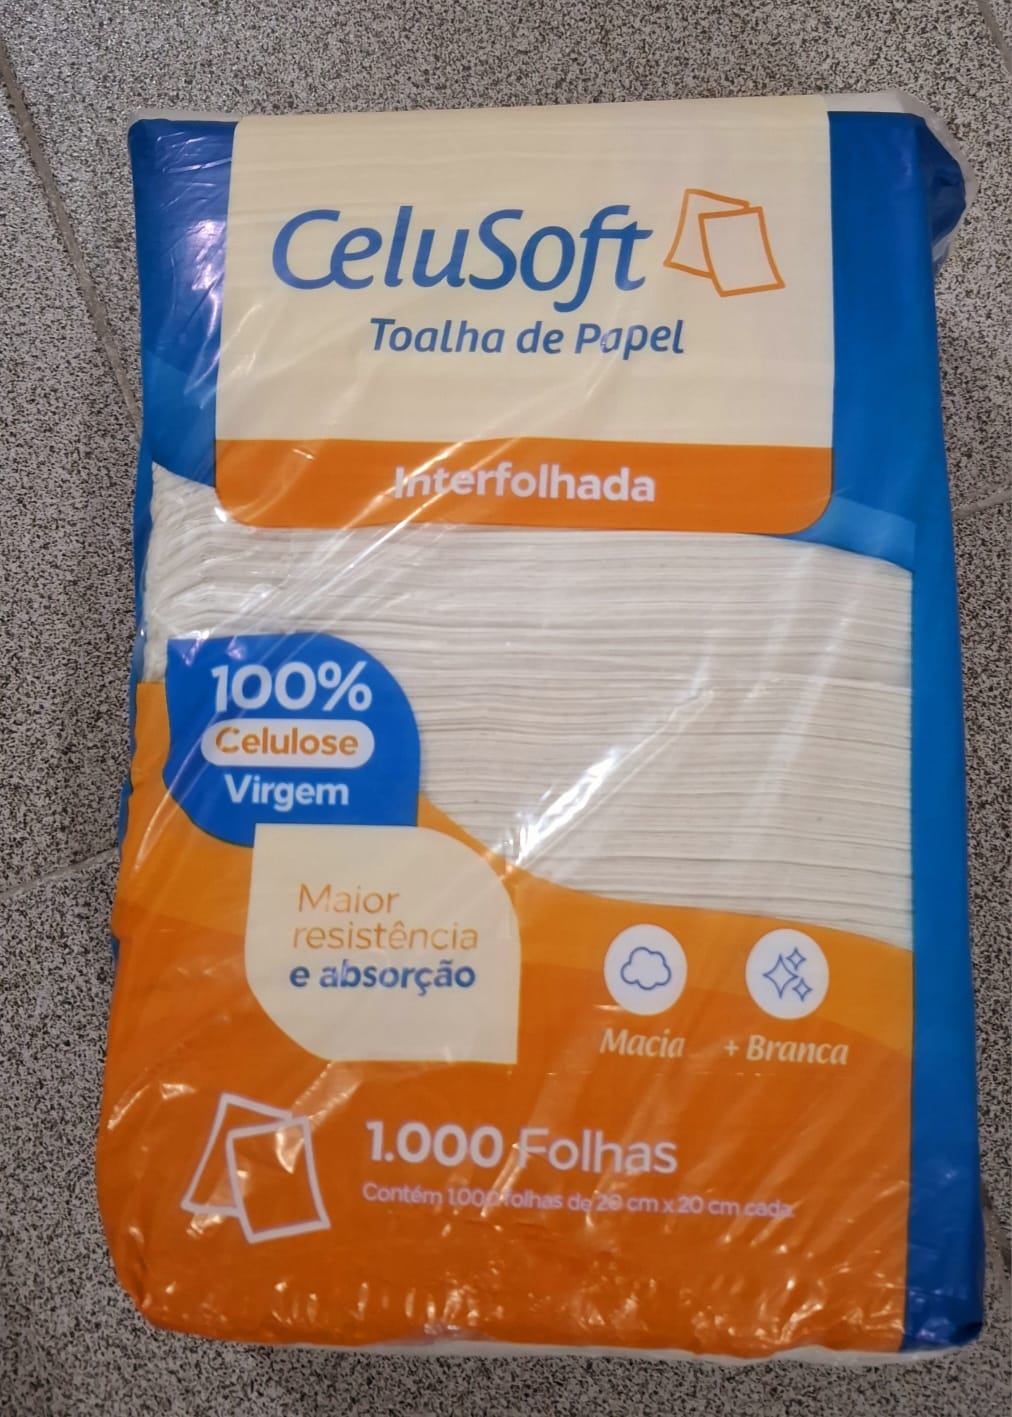 CeluSoft
Toalha de Papel
Interfolhada
100%
Celulose
Virgem
Maior
resistência
e absorção
Macia
+ Branca
1.000 Folhas
Contém 1.000 folhas de 20 cm x 20 cm cada.